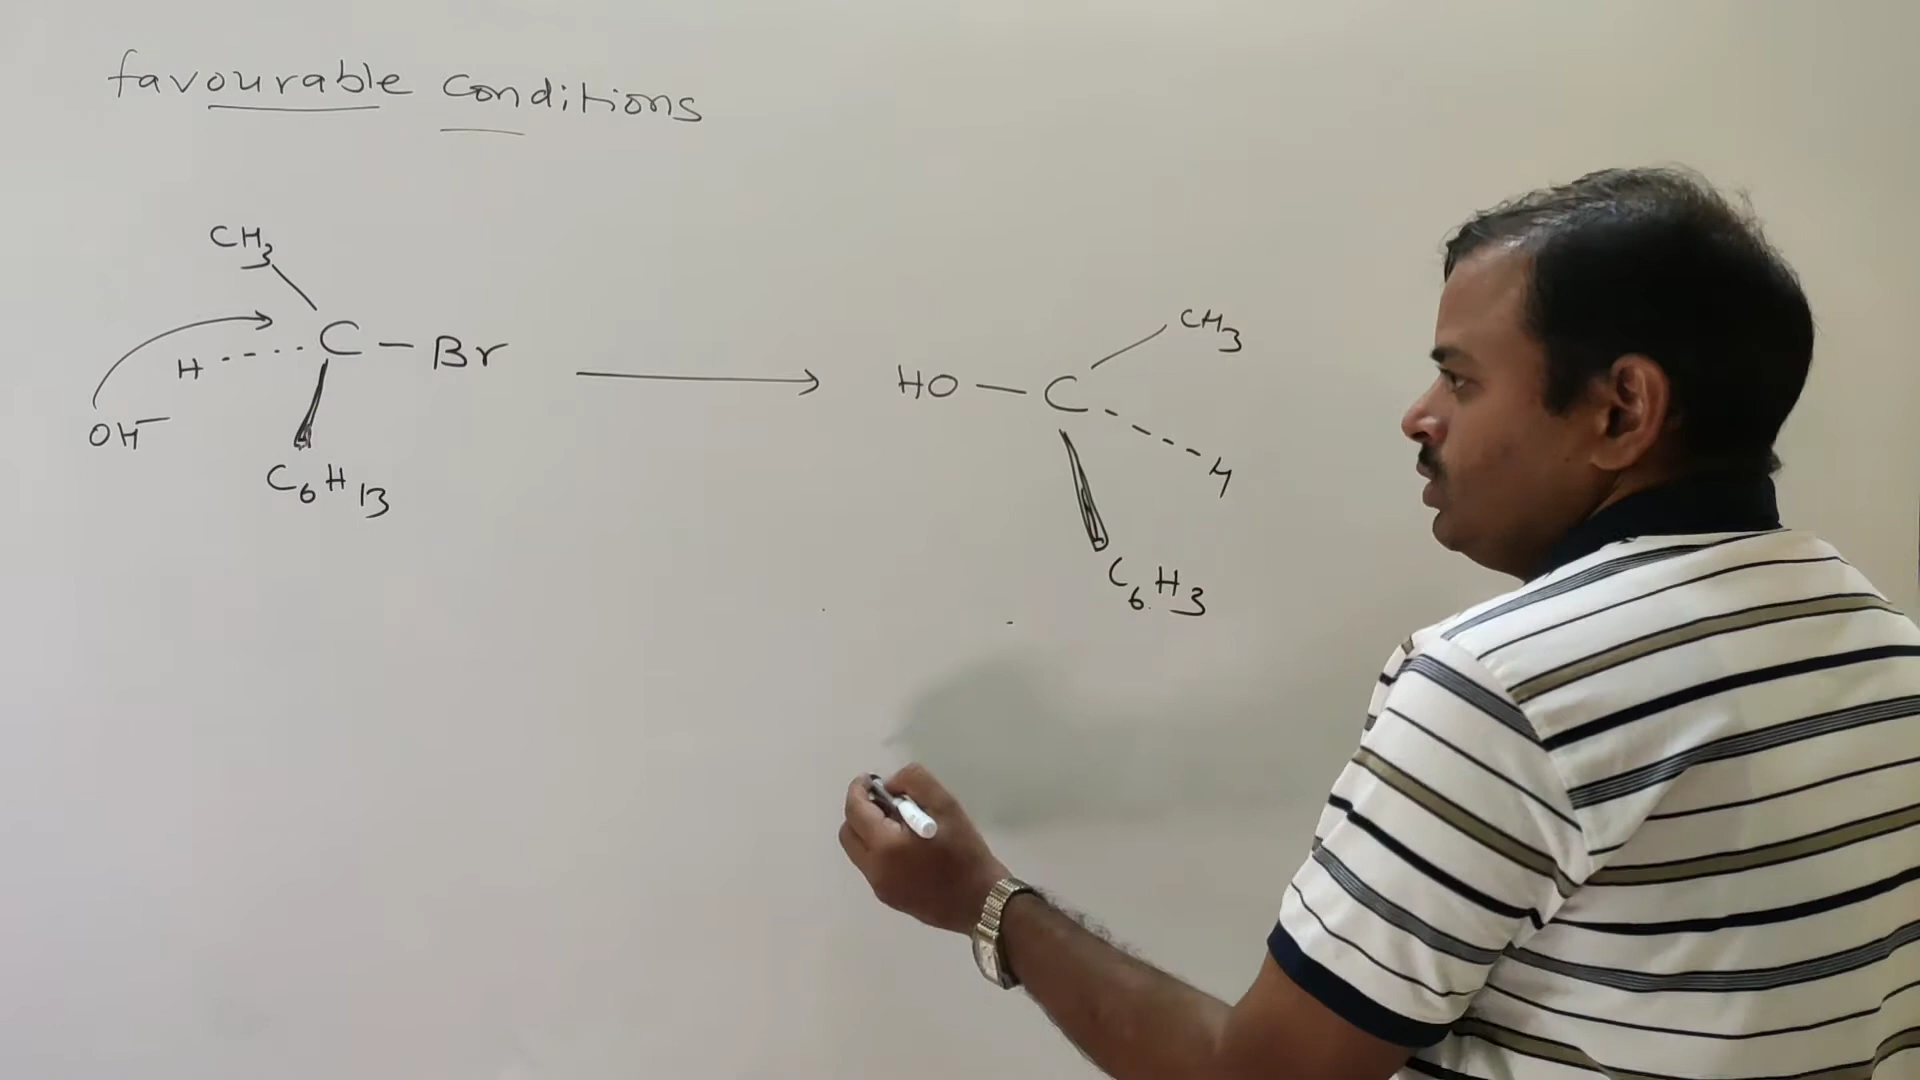 favourable conditions
CH3
H C - Br
OH-
C6H13
HO - C
CH3
H
C6H3